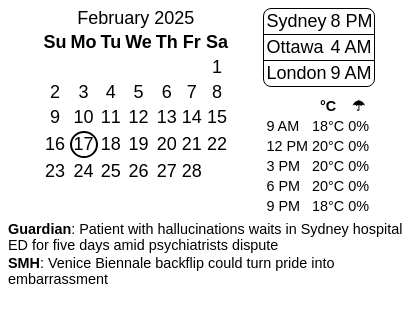 February 2025
Su Mo Tu We Th Fr Sa
1
2 3 4 5 6 7 8
9 10 11 12 13 14 15
16 17 18 19 20 21 22
23 24 25 26 27 28
Sydney 8 PM
Ottawa 4 AM
London 9 AM
°C ☂
9 AM 18°C 0%
12 PM 20°C 0%
3 PM 20°C 0%
6 PM 20°C 0%
9 PM 18°C 0%
Guardian: Patient with hallucinations waits in Sydney hospital
ED for five days amid psychiatrists dispute
SMH: Venice Biennale backflip could turn pride into
embarrassment